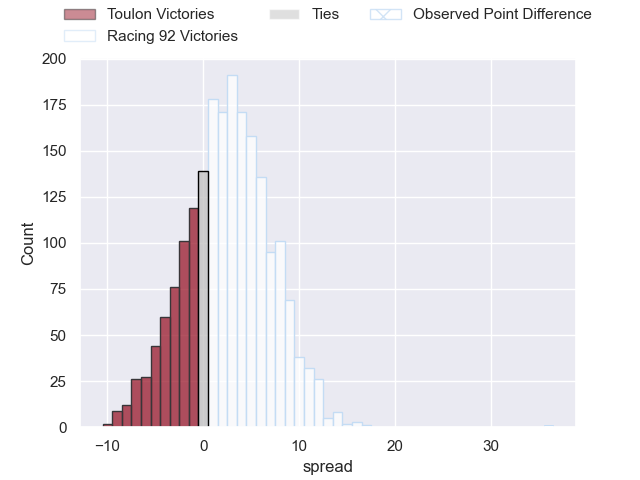 Toulon Victories
Ties
Observed Point Difference
Racing 92 Victories
200
175
150
125
100
75
50
25
0
Count
−10
0
10
20
30
spread